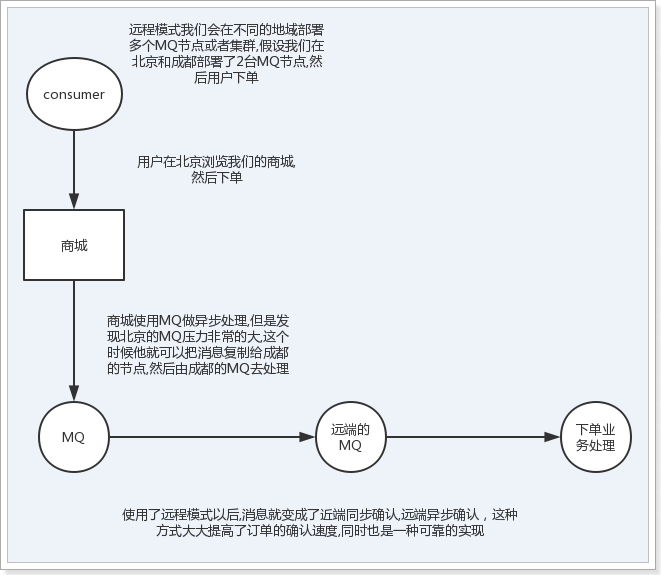 远程模式我们会在不同的地域部署
多个MQ节点或者集群,假设我们在
北京和成都部署了2台MQ节点,然
后用户下单
consumer
用户在北京浏览我们的商城,
然后下单
商城
商城使用MQ做异步处理,但是发
现北京的MQ压力非常的大,这个
时候他就可以把消息复制给成都
的节点,然后由成都的MQ去处理
MQ
远端的
MQ
下单业
务处理
使用了远程模式以后,消息就变成了近端同步确认,远端异步确认，这种
方式大大提高了订单的确认速度,同时也是一种可靠的实现